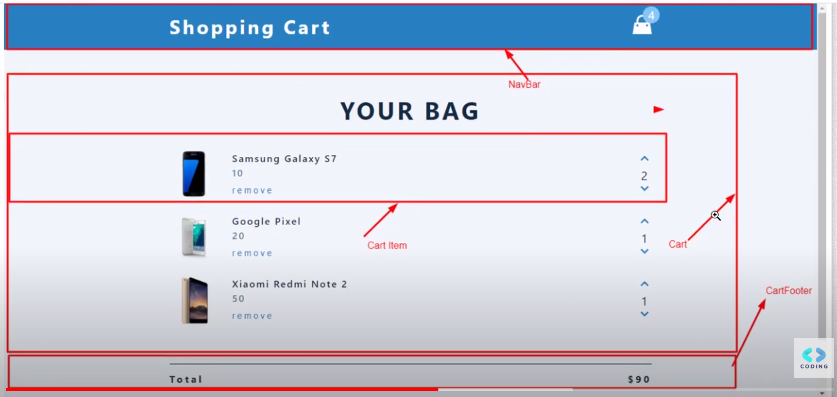 Shopping Cart
4
NavBar
YOUR BAG
Samsung Galaxy S7
10
remove
2
Cart Item
Google Pixel
20
remove
1
Cart
Xiaomi Redmi Note 2
50
remove
1
CartFooter
CODING
Total $90